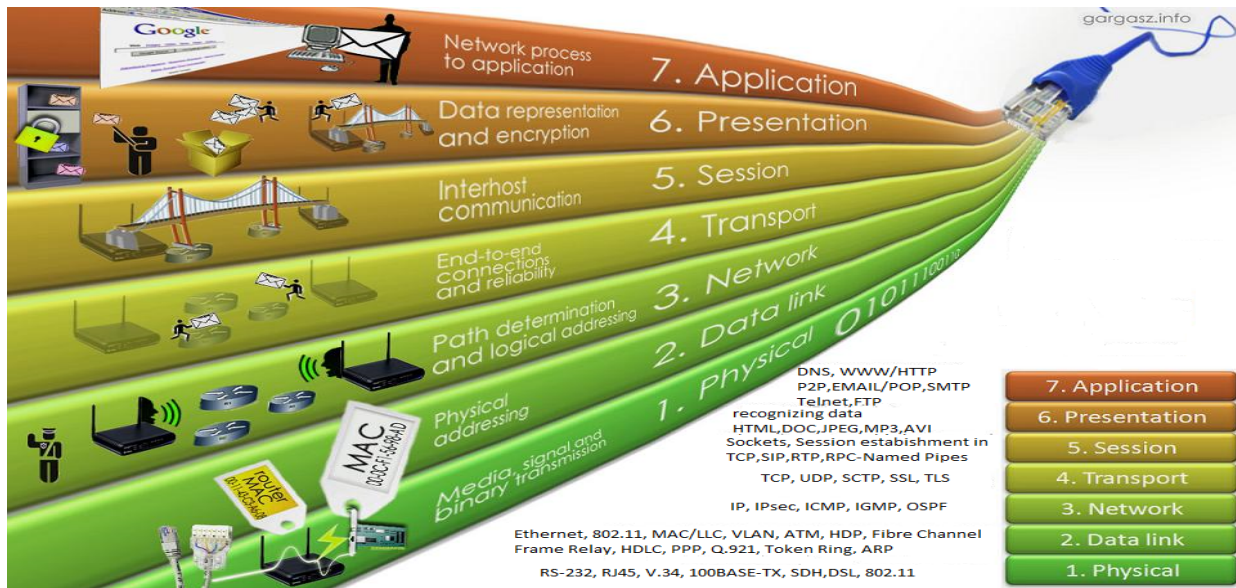 gargasz.info
Google
Network process
to application
7. Application
Data representation
and encryption
6. Presentation
Interhost
communication
5. Session
End-to-end
connections
and reliability
4. Transport
Path determination
and logical addressing
3. Network
Physical
addressing
2. Data link
Media, signal and
binary transmission
1. Physical
01011100110
MAC
router
MAC
DNS, WWW/HTTP
P2P,EMAIL/POP,SMTP
Telnet,FTP
recognizing data
HTML,DOC,JPEG,MP3,AVI
Sockets, Session estabishment in
TCP,SIP,RTP,RPC-Named Pipes
TCP, UDP, SCTP, SSL, TLS
IP, IPsec, ICMP, IGMP, OSPF
Ethernet, 802.11, MAC/LLC, VLAN, ATM, HDP, Fibre Channel
Frame Relay, HDLC, PPP, Q.921, Token Ring, ARP
RS-232, RJ45, V.34, 100BASE-TX, SDH,DSL, 802.11
7. Application
6. Presentation
5. Session
4. Transport
3. Network
2. Data link
1. Physical